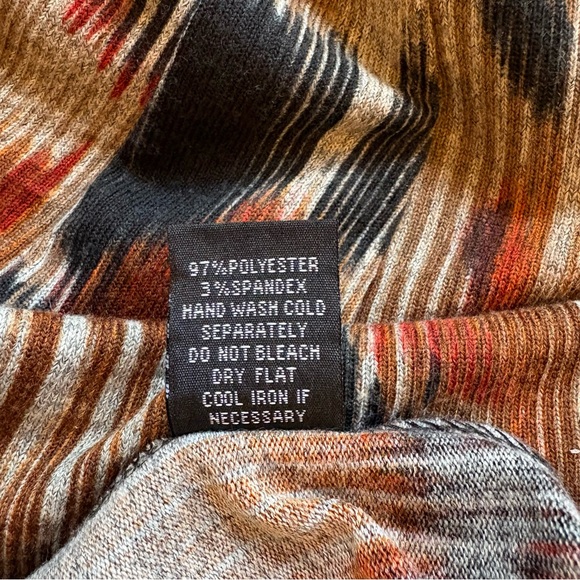 97%POLYESTER
3%SPANDEX
HAND WASH COLD
SEPARATELY
DO NOT BLEACH
DRY FLAT
COOL IRON IF
NECESSARY